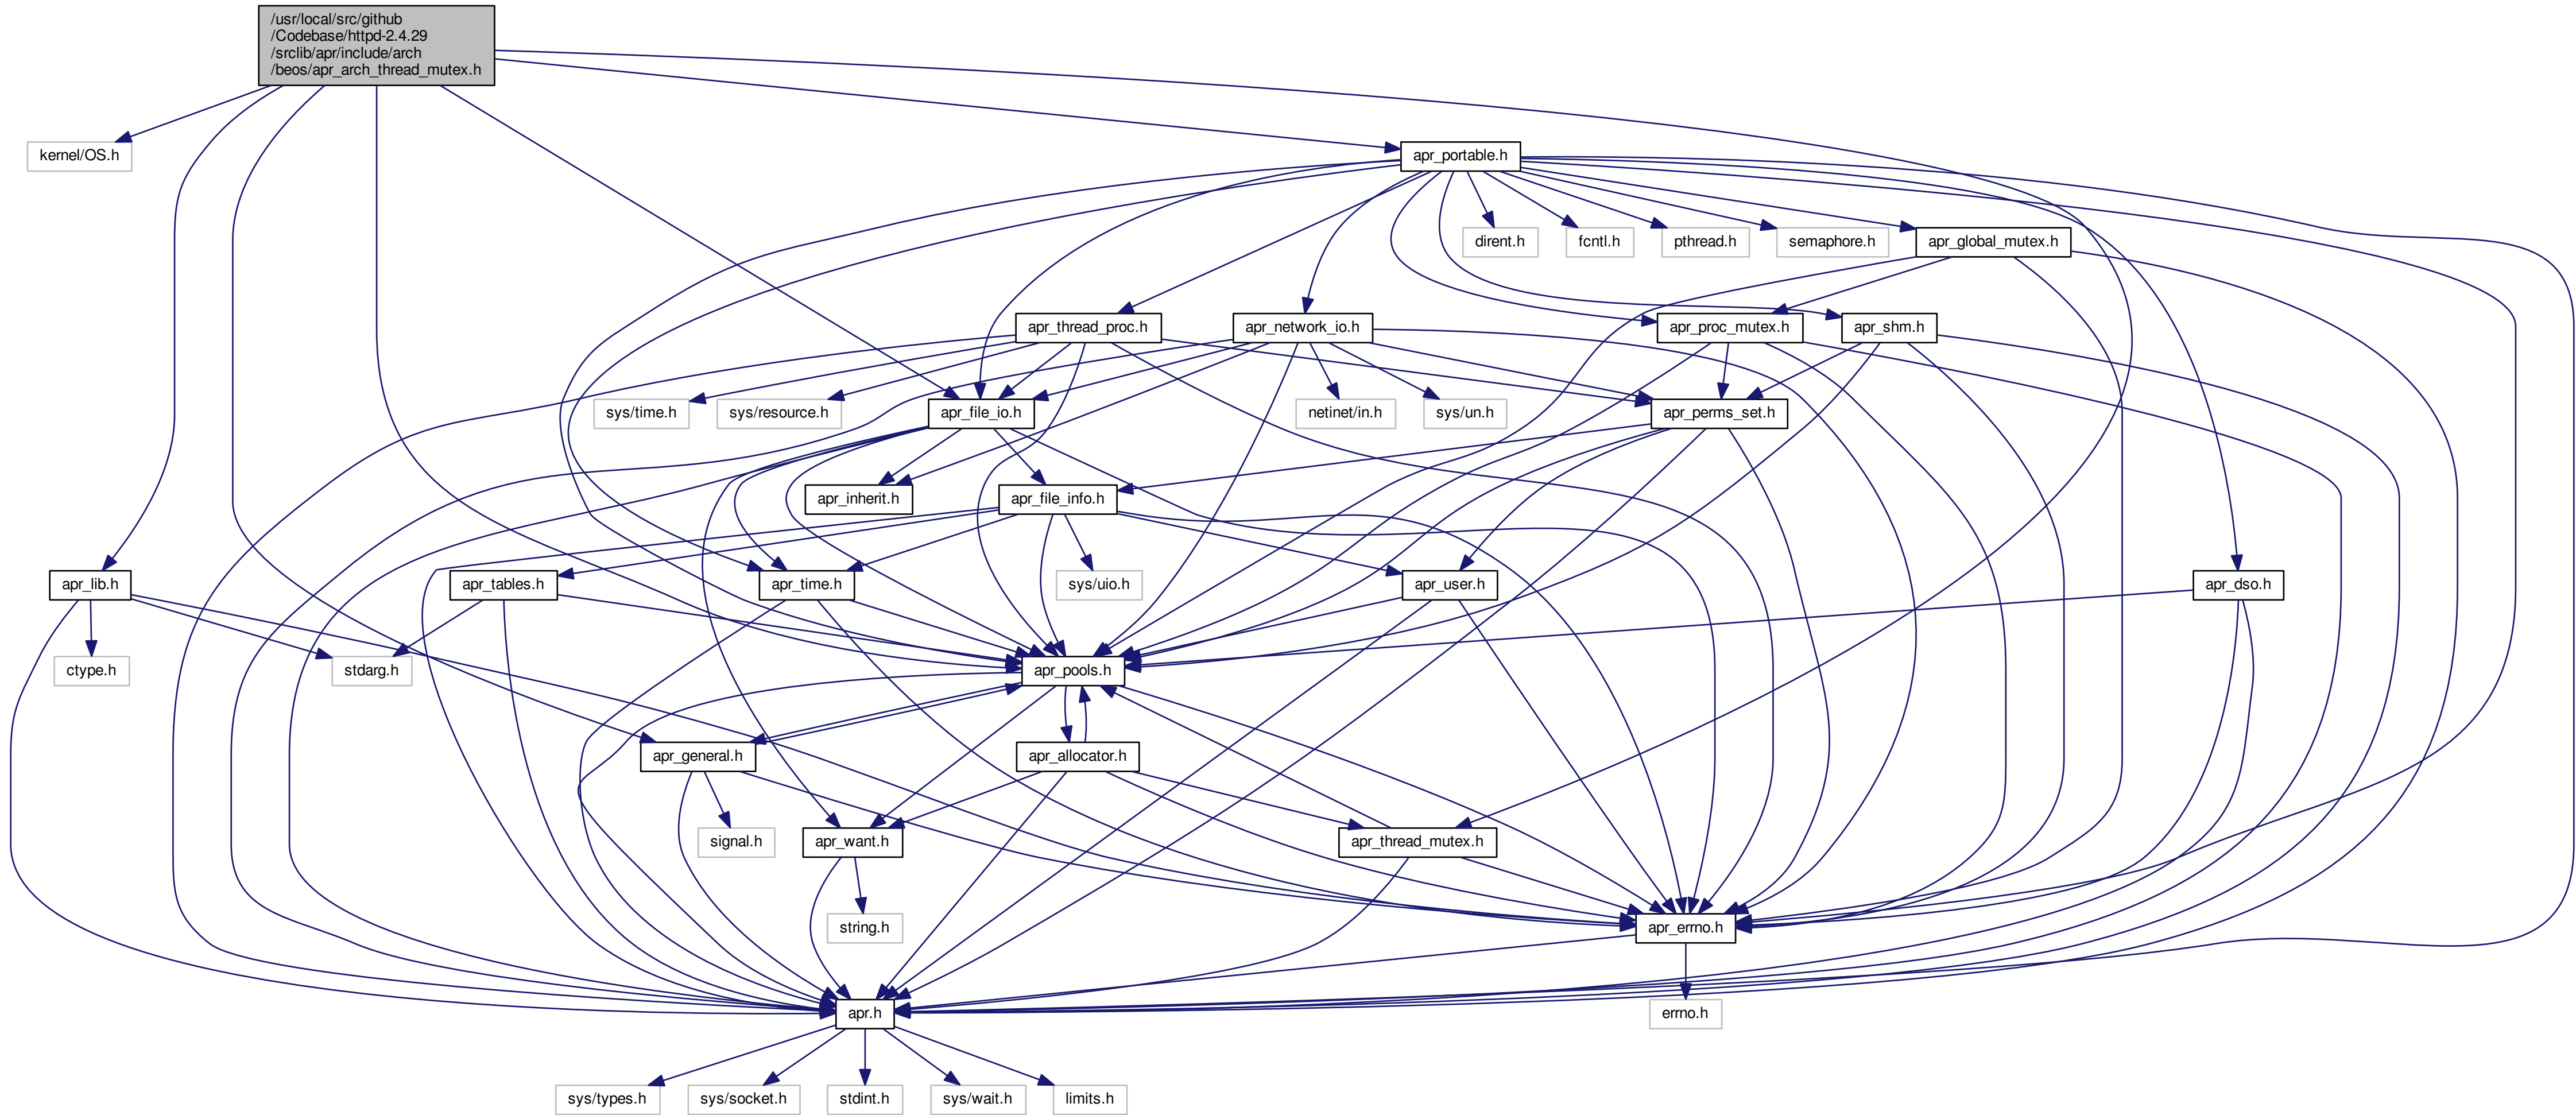 /usr/local/src/github
/Codebase/httpd-2.4.29
/srclib/apr/include/arch
/beos/apr_arch_thread_mutex.h
kernel/OS.h
apr_portable.h
dirent.h
fcntl.h
pthread.h
semaphore.h
apr_global_mutex.h
apr_thread_proc.h
apr_network_io.h
apr_proc_mutex.h
apr_shm.h
sys/time.h
sys/resource.h
apr_file_io.h
netinet/in.h
sys/un.h
apr_perms_set.h
apr_inherit.h
apr_file_info.h
apr_lib.h
apr_tables.h
apr_time.h
sys/uio.h
apr_user.h
apr_dso.h
ctype.h
stdarg.h
apr_pools.h
apr_general.h
apr_allocator.h
signal.h
apr_want.h
apr_thread_mutex.h
string.h
apr_errno.h
apr.h
errno.h
sys/types.h
sys/socket.h
stdint.h
sys/wait.h
limits.h